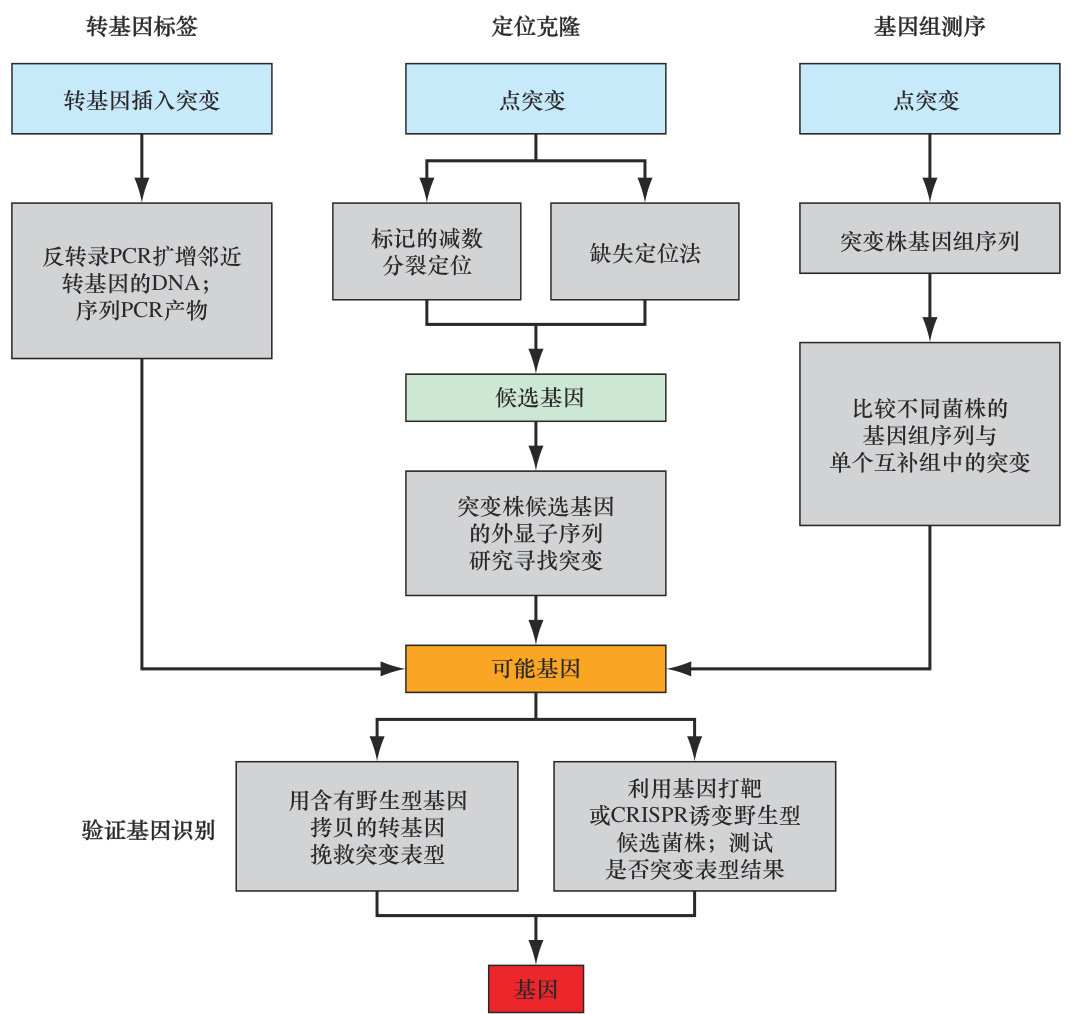 转基因标签
定位克隆
基因组测序
转基因插入突变
点突变
点突变
反转录PCR扩增邻近
转基因的DNA；
序列PCR产物
标记的减数
分裂定位
缺失定位法
突变株基因组序列
候选基因
比较不同菌株的
基因组序列与
单个互补组中的突变
突变株候选基因
的外显子序列
研究寻找突变
可能基因
验证基因识别
用含有野生型基因
拷贝的转基因
挽救突变表型
利用基因打靶
或CRISPR诱变野生型
候选菌株；测试
是否突变表型结果
基因